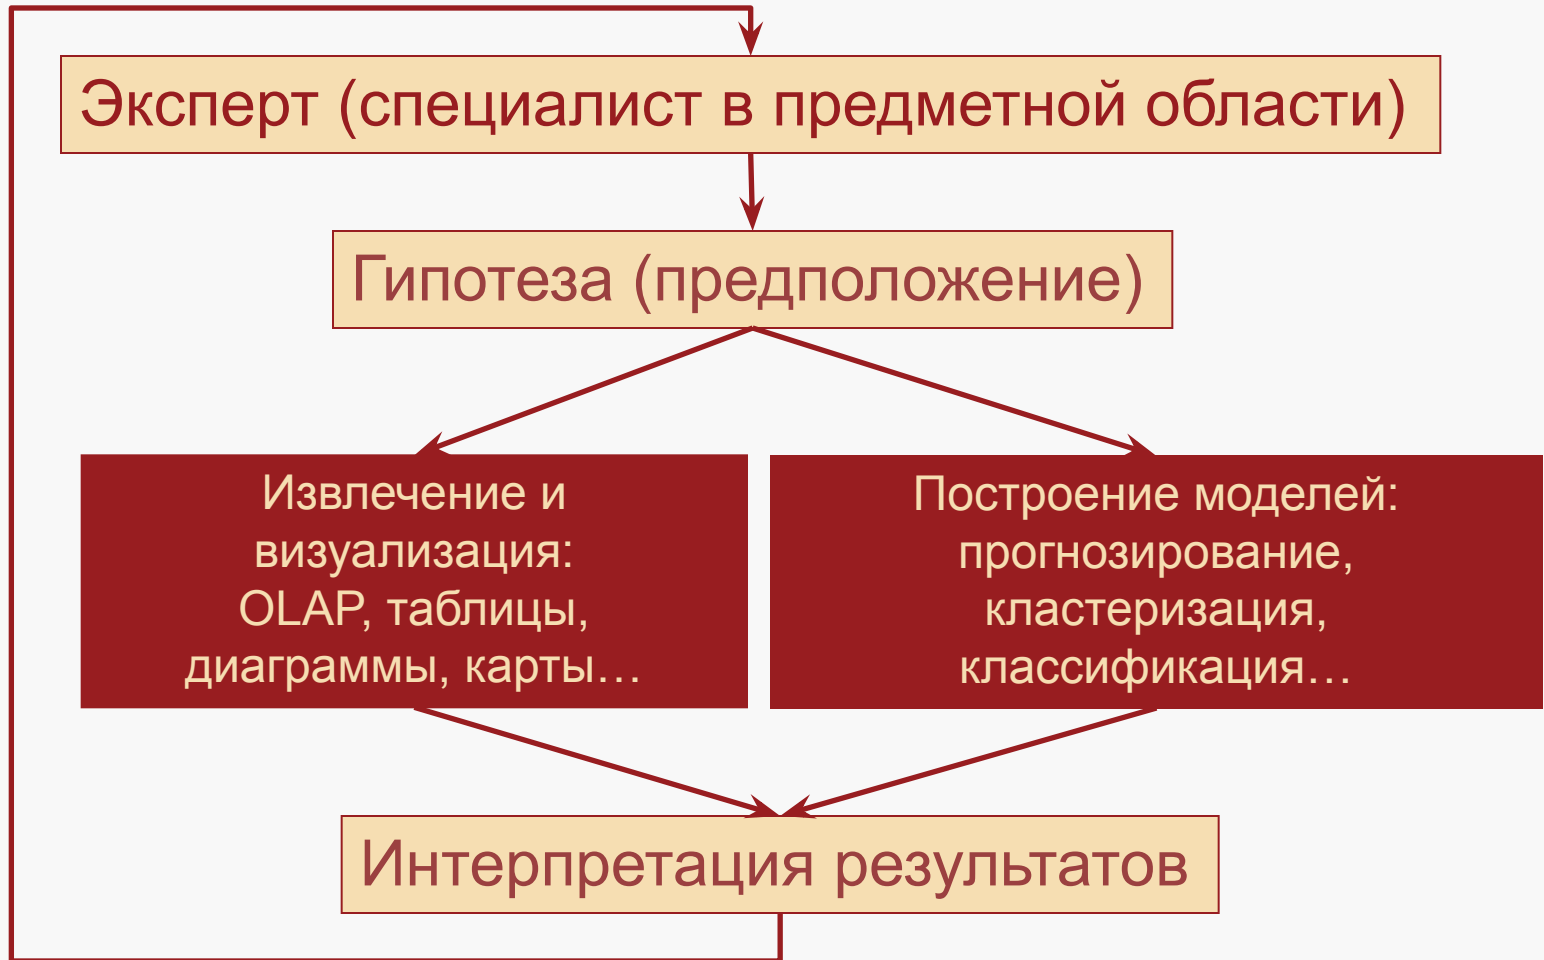 Эксперт (специалист в предметной области)
Гипотеза (предположение)
Извлечение и
визуализация:
OLAP, таблицы,
диаграммы, карты…
Построение моделей:
прогнозирование,
кластеризация,
классификация…
Интерпретация результатов